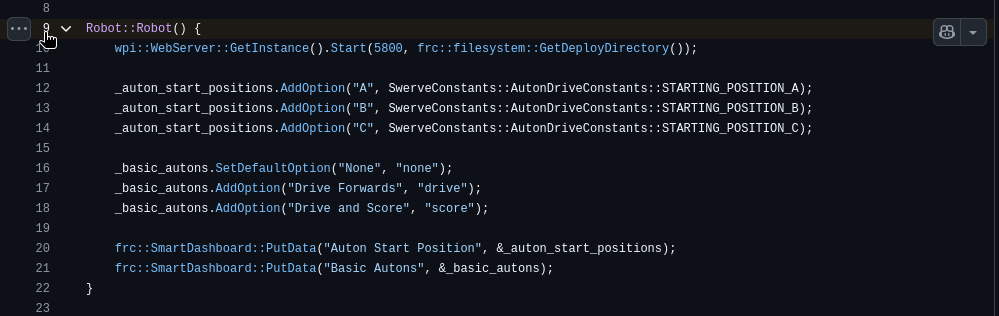 8
9 Robot::Robot() {
10 wpi::WebServer::GetInstance().Start(5800, frc::filesystem::GetDeployDirectory());
11
12 _auton_start_positions.AddOption("A", SwerveConstants::AutonDriveConstants::STARTING_POSITION_A);
13 _auton_start_positions.AddOption("B", SwerveConstants::AutonDriveConstants::STARTING_POSITION_B);
14 _auton_start_positions.AddOption("C", SwerveConstants::AutonDriveConstants::STARTING_POSITION_C);
15
16 _basic_autons.SetDefaultOption("None", "none");
17 _basic_autons.AddOption("Drive Forwards", "drive");
18 _basic_autons.AddOption("Drive and Score", "score");
19
20 frc::SmartDashboard::PutData("Auton Start Position", &_auton_start_positions);
21 frc::SmartDashboard::PutData("Basic Autons", &_basic_autons);
22 }
23